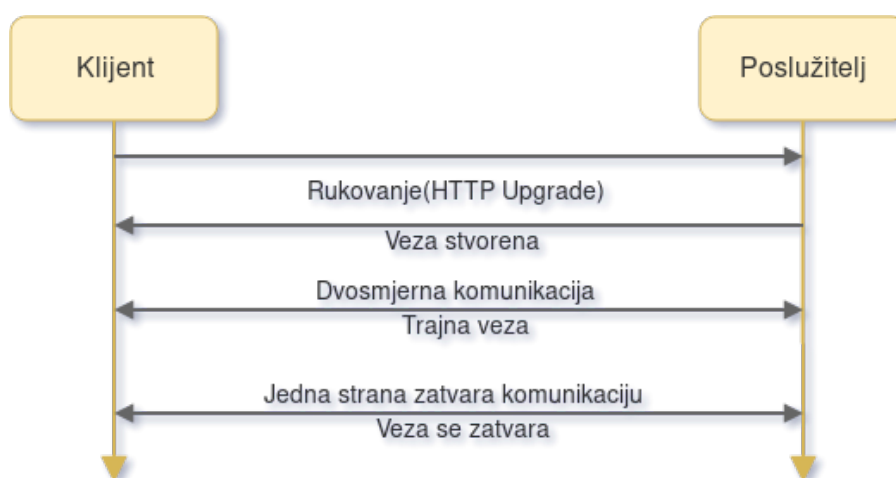 Klijent
Poslužitelj
Rukovanje(HTTP Upgrade)
Veza stvorena
Dvosmjerna komunikacija
Trajna veza
Jedna strana zatvara komunikaciju
Veza se zatvara